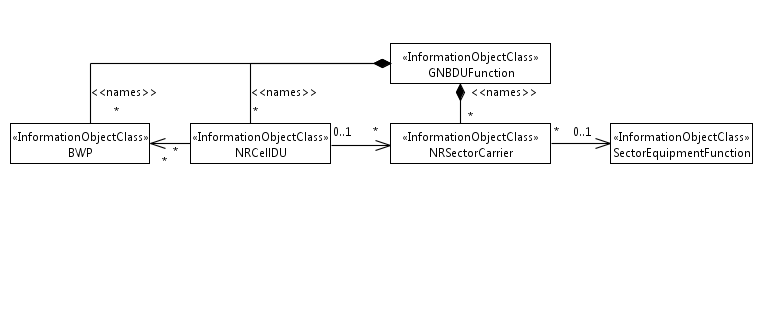 «InformationObjectClass»
GNBDUFunction
<<names>>
*
<<names>>
*
<<names>>
*
«InformationObjectClass»
BWP
*
*
«InformationObjectClass»
NRCellDU
0..1
*
«InformationObjectClass»
NRSectorCarrier
*
0..1
«InformationObjectClass»
SectorEquipmentFunction